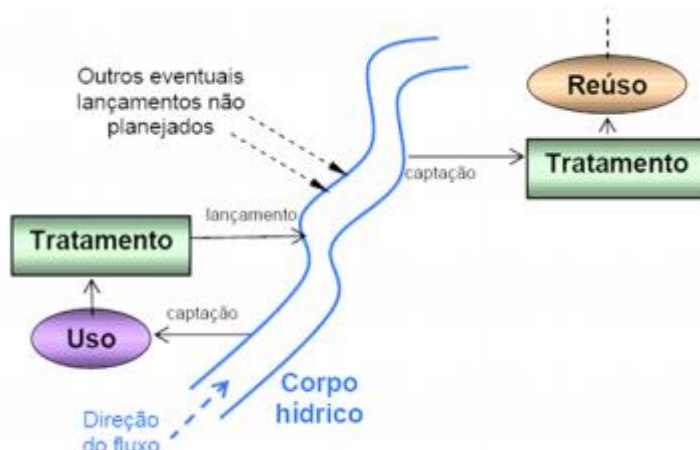 Outros eventuais
lançamentos não
planejados
Reúso
Tratamento
captação
lançamento
Tratamento
captação
Uso
Corpo
hídrico
Direção
do fluxo